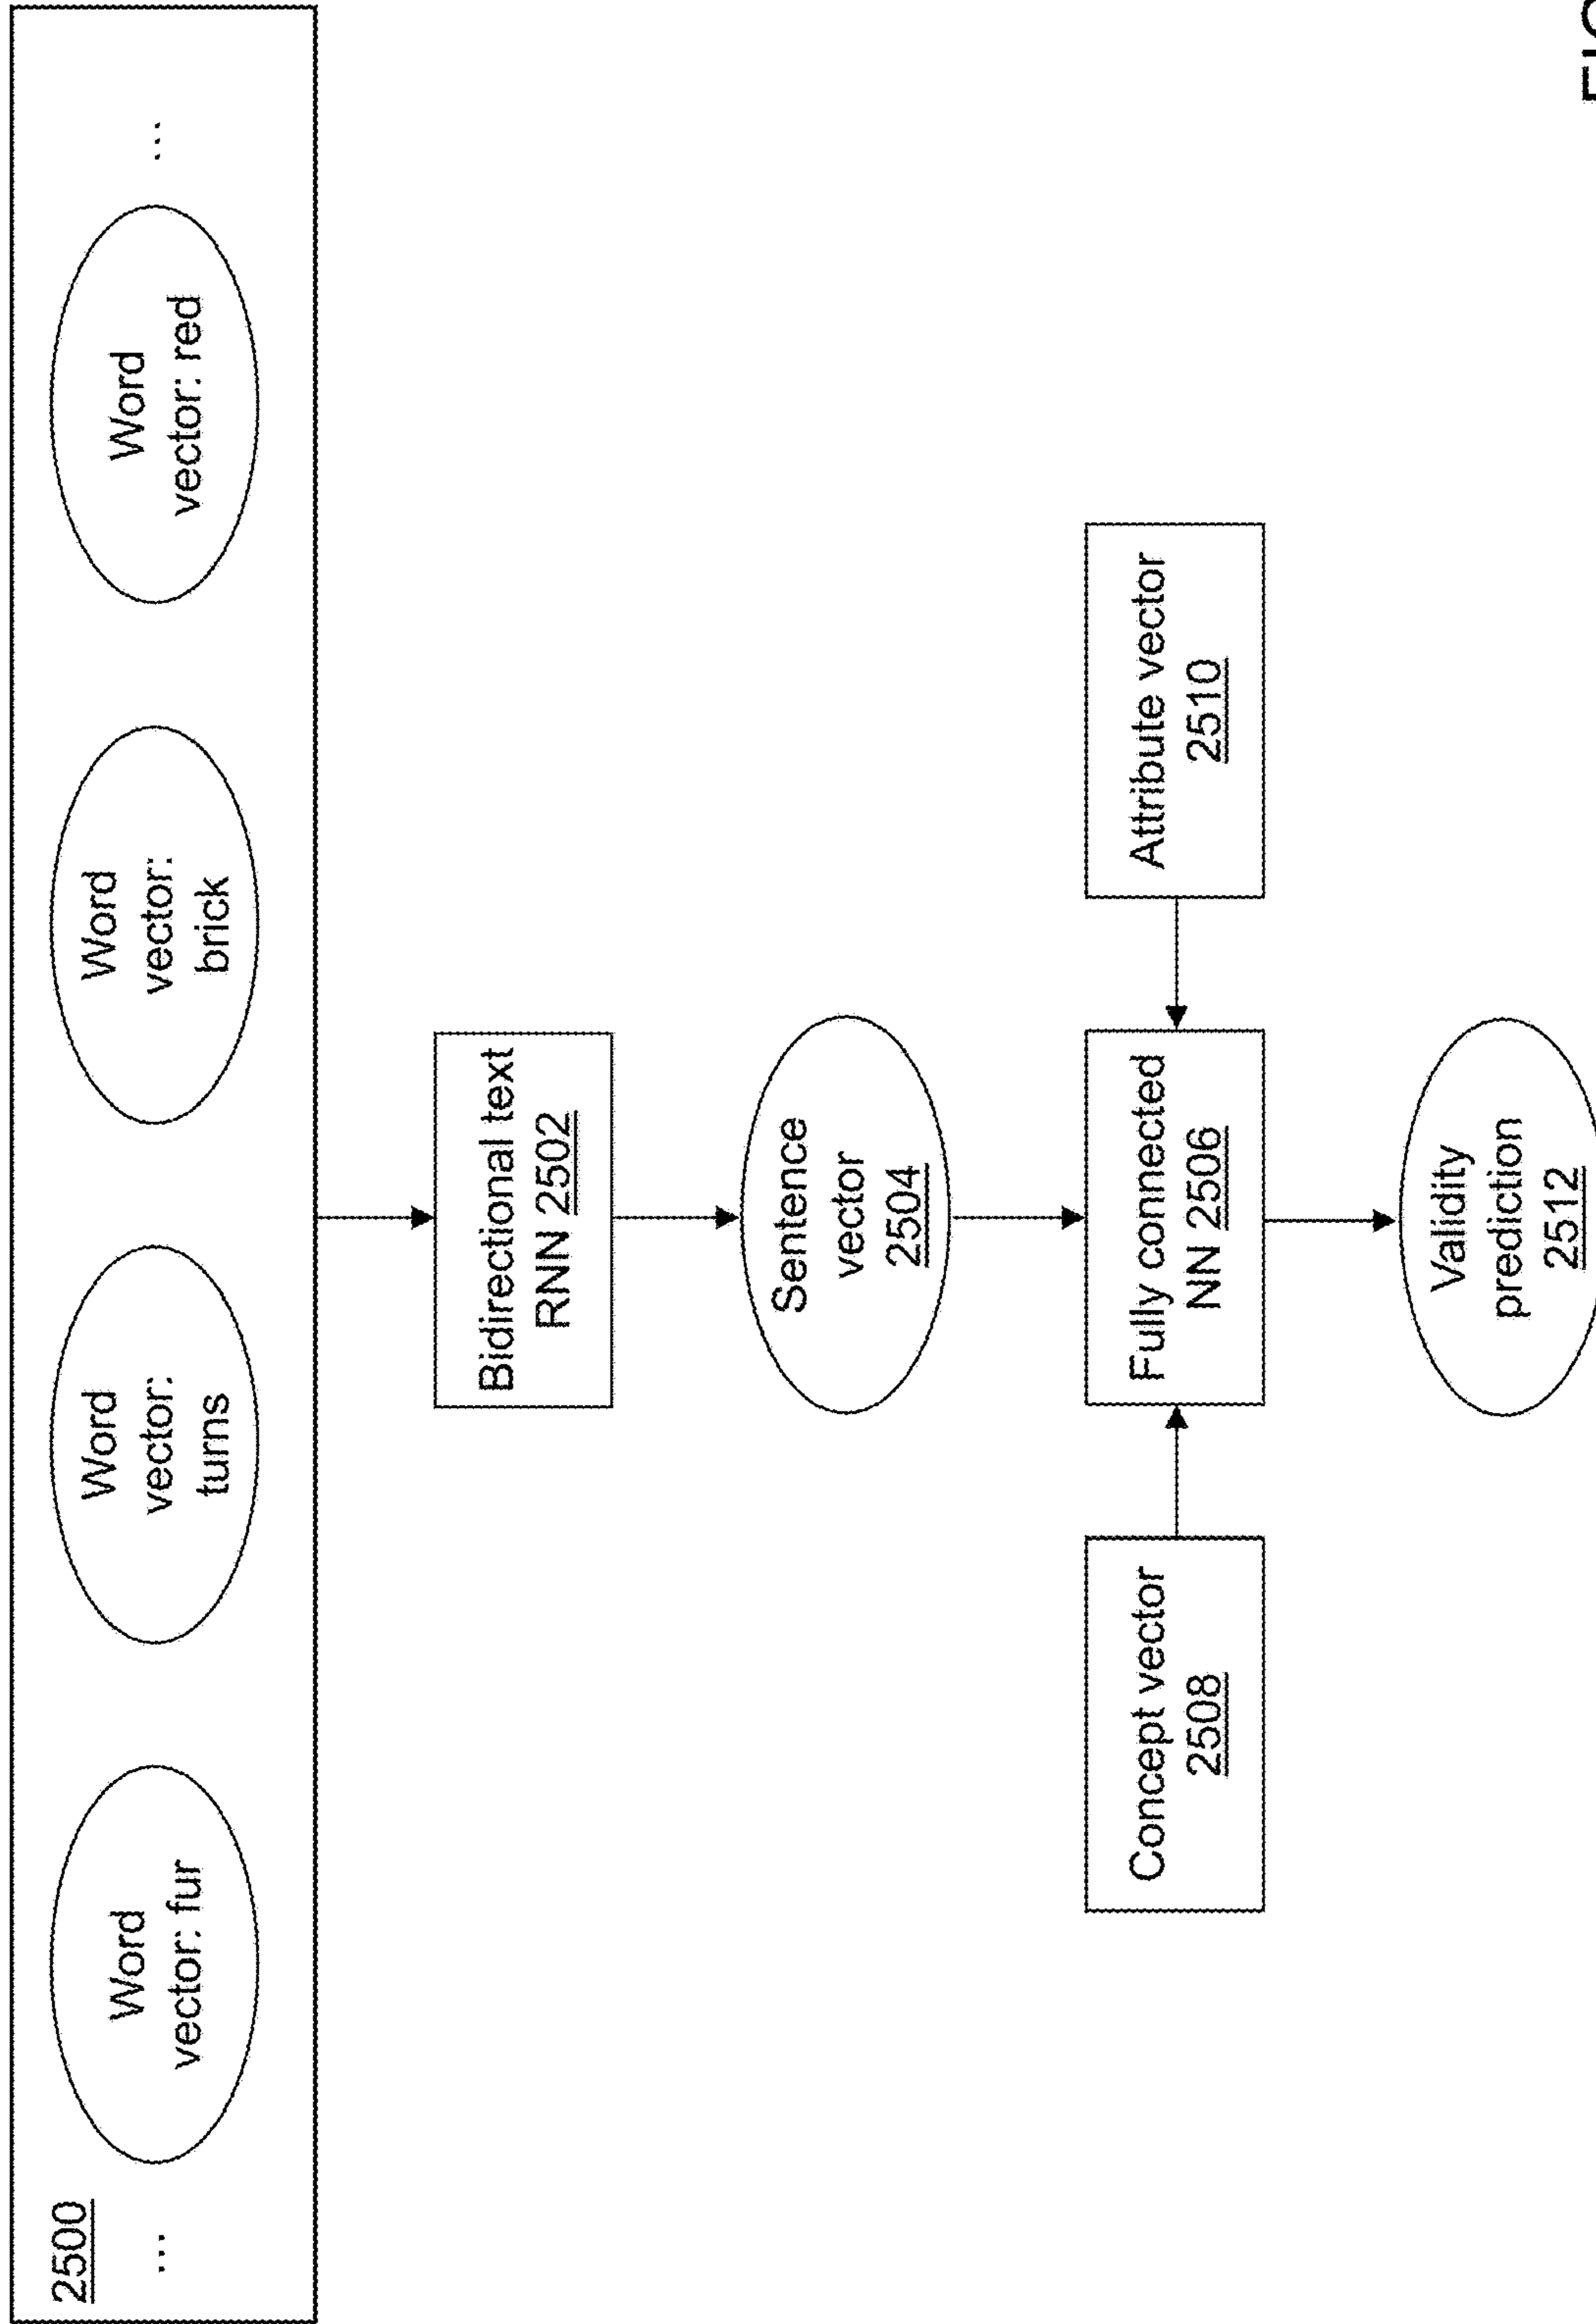 2500
...
Word
vector: fur
Word
vector:
turns
Word
vector:
brick
Word
vector: red
...
Bidirectional text
RNN 2502
Sentence
vector
2504
Concept vector
2508
Fully connected
NN 2506
Attribute vector
2510
Validity
prediction
2512